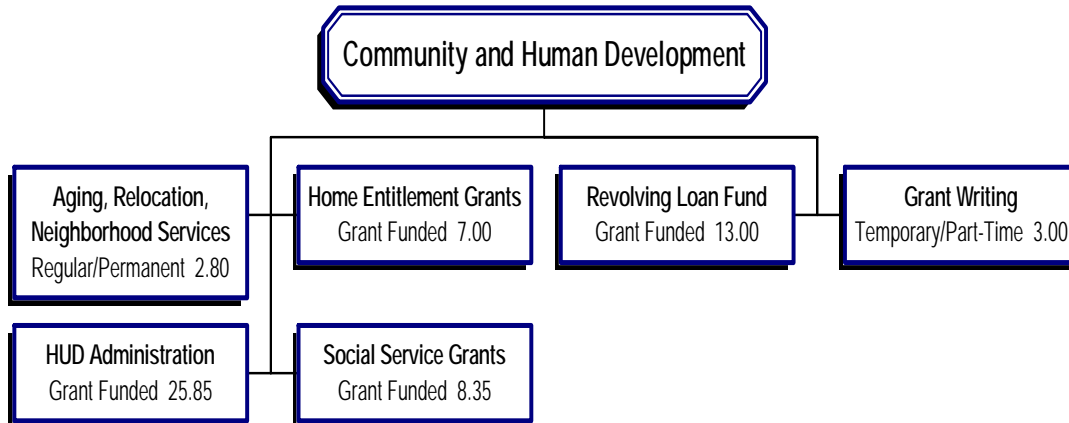 Community and Human Development
Aging, Relocation,
Neighborhood Services
Regular/Permanent 2.80
Home Entitlement Grants
Grant Funded 7.00
Revolving Loan Fund
Grant Funded 13.00
Grant Writing
Temporary/Part-Time 3.00
HUD Administration
Grant Funded 25.85
Social Service Grants
Grant Funded 8.35